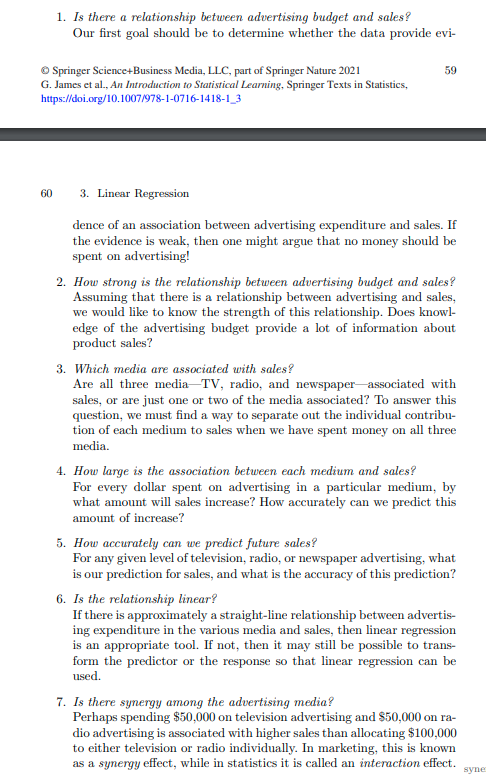 1. Is there a relationship between advertising budget and sales?
Our first goal should be to determine whether the data provide evi-
© Springer Science+Business Media, LLC, part of Springer Nature 2021 59
G. James et al., An Introduction to Statistical Learning, Springer Texts in Statistics,
https://doi.org/10.1007/978-1-0716-1418-1_3
60 3. Linear Regression
dence of an association between advertising expenditure and sales. If
the evidence is weak, then one might argue that no money should be
spent on advertising!
2. How strong is the relationship between advertising budget and sales?
Assuming that there is a relationship between advertising and sales,
we would like to know the strength of this relationship. Does knowl-
edge of the advertising budget provide a lot of information about
product sales?
3. Which media are associated with sales?
Are all three media—TV, radio, and newspaper—associated with
sales, or are just one or two of the media associated? To answer this
question, we must find a way to separate out the individual contribu-
tion of each medium to sales when we have spent money on all three
media.
4. How large is the association between each medium and sales?
For every dollar spent on advertising in a particular medium, by
what amount will sales increase? How accurately can we predict this
amount of increase?
5. How accurately can we predict future sales?
For any given level of television, radio, or newspaper advertising, what
is our prediction for sales, and what is the accuracy of this prediction?
6. Is the relationship linear?
If there is approximately a straight-line relationship between advertis-
ing expenditure in the various media and sales, then linear regression
is an appropriate tool. If not, then it may still be possible to trans-
form the predictor or the response so that linear regression can be
used.
7. Is there synergy among the advertising media?
Perhaps spending $50,000 on television advertising and $50,000 on ra-
dio advertising is associated with higher sales than allocating $100,000
to either television or radio individually. In marketing, this is known
as a synergy effect, while in statistics it is called an interaction effect.
syne